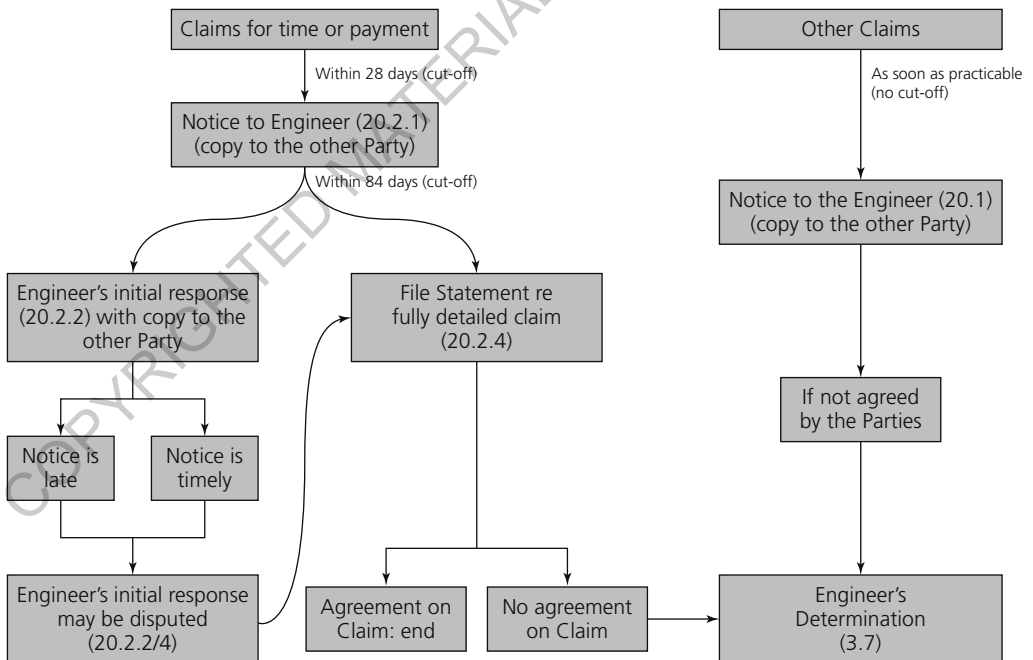 Claims for time or payment
Within 28 days (cut-off)
Notice to Engineer (20.2.1)
(copy to the other Party)
Within 84 days (cut-off)
Engineer's initial response
(20.2.2) with copy to the
other Party
Notice is
late
Notice is
timely
Engineer's initial response
may be disputed
(20.2.2/4)
File Statement re
fully detailed claim
(20.2.4)
Agreement on
Claim: end
No agreement
on Claim
Other Claims
As soon as practicable
(no cut-off)
Notice to the Engineer (20.1)
(copy to the other Party)
If not agreed
by the Parties
Engineer's
Determination
(3.7)
COPYRIGHTED MATERIAL